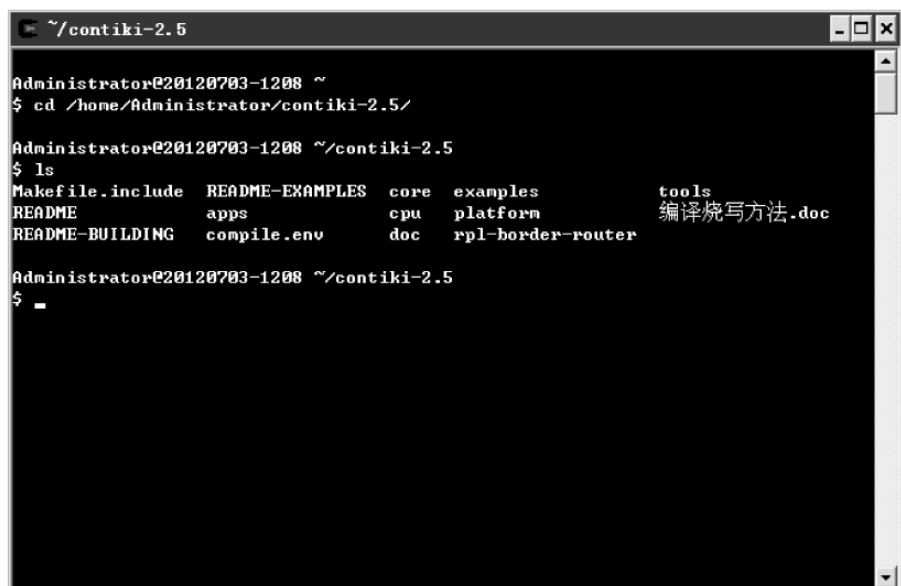 ~/contiki-2.5
Administrator@20120703-1208 ~
$ cd /home/Administrator/contiki-2.5/
Administrator@20120703-1208 ~/contiki-2.5
$ ls
Makefile.include README-EXAMPLES core examples tools
README apps cpu platform 编译烧写方法.doc
README-BUILDING compile.env doc rpl-border-router
Administrator@20120703-1208 ~/contiki-2.5
$